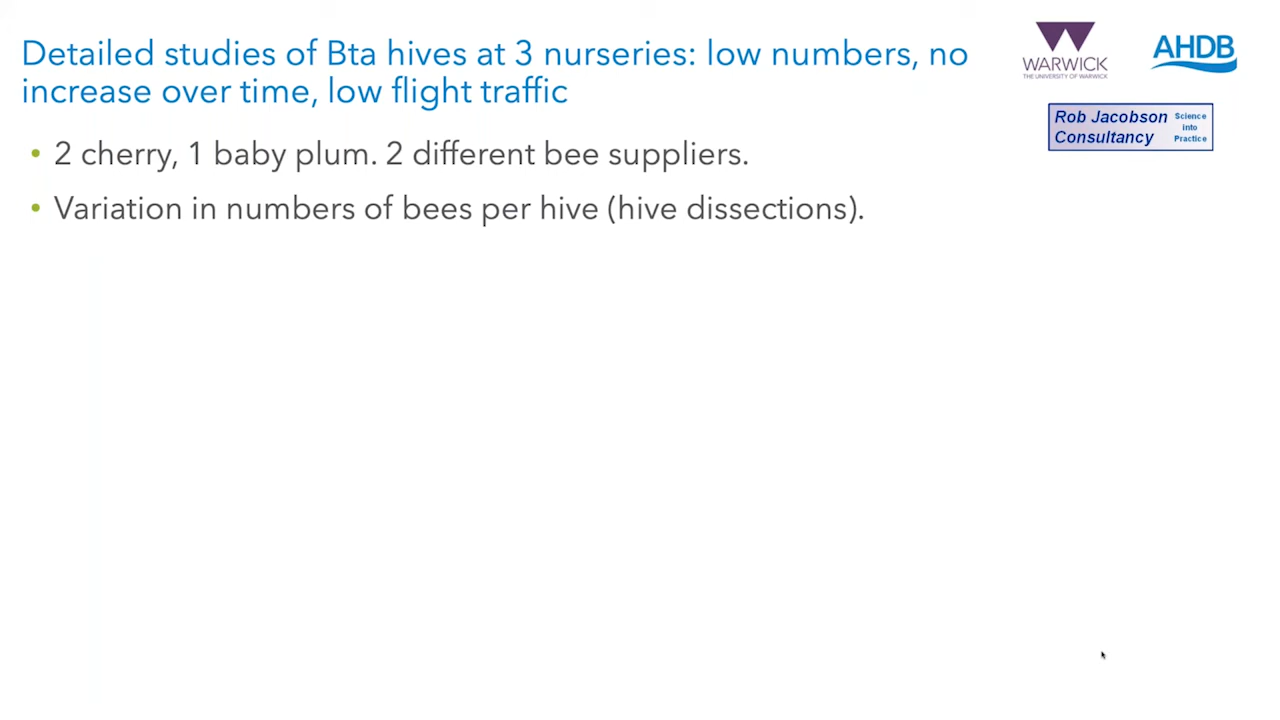 Detailed studies of Bta hives at 3 nurseries: low numbers, no
increase over time, low flight traffic
WARWICK
THE UNIVERSITY OF WARWICK
AHDB
Rob Jacobson
Consultancy
Science
into
Practice
• 2 cherry, 1 baby plum. 2 different bee suppliers.
• Variation in numbers of bees per hive (hive dissections).